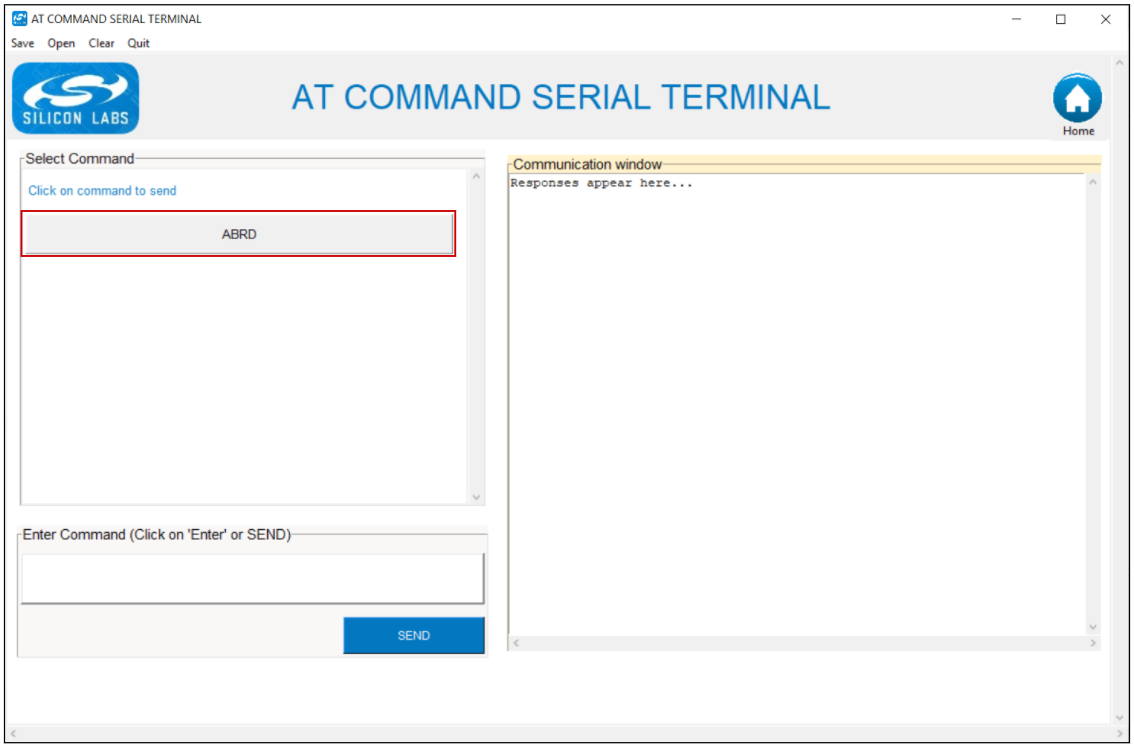 AT COMMAND SERIAL TERMINAL
Save Open Clear Quit
SILICON LABS
AT COMMAND SERIAL TERMINAL
Home
Select Command
Click on command to send
ABRD
Enter Command (Click on 'Enter' or SEND)
SEND
Communication window
Responses appear here...